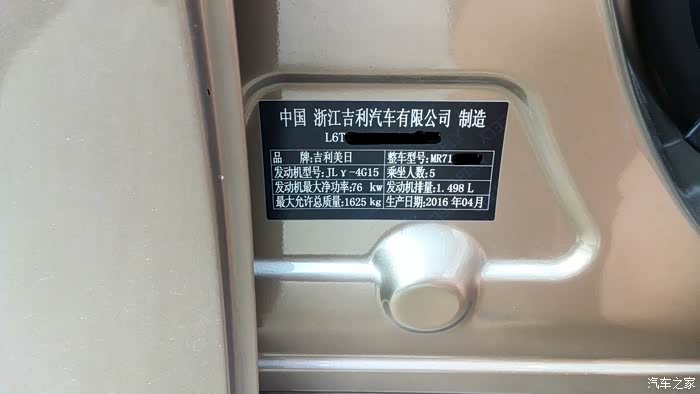 中国 浙江吉利汽车有限公司 制造
L6T
品 牌:吉利美日 整车型号:MR71
发动机型号:JLγ-4G15 乘坐人数:5
发动机最大净功率:76 kw 发动机排量:1.498 L
最大允许总质量:1625 kg 生产日期:2016 年04月
汽车之家